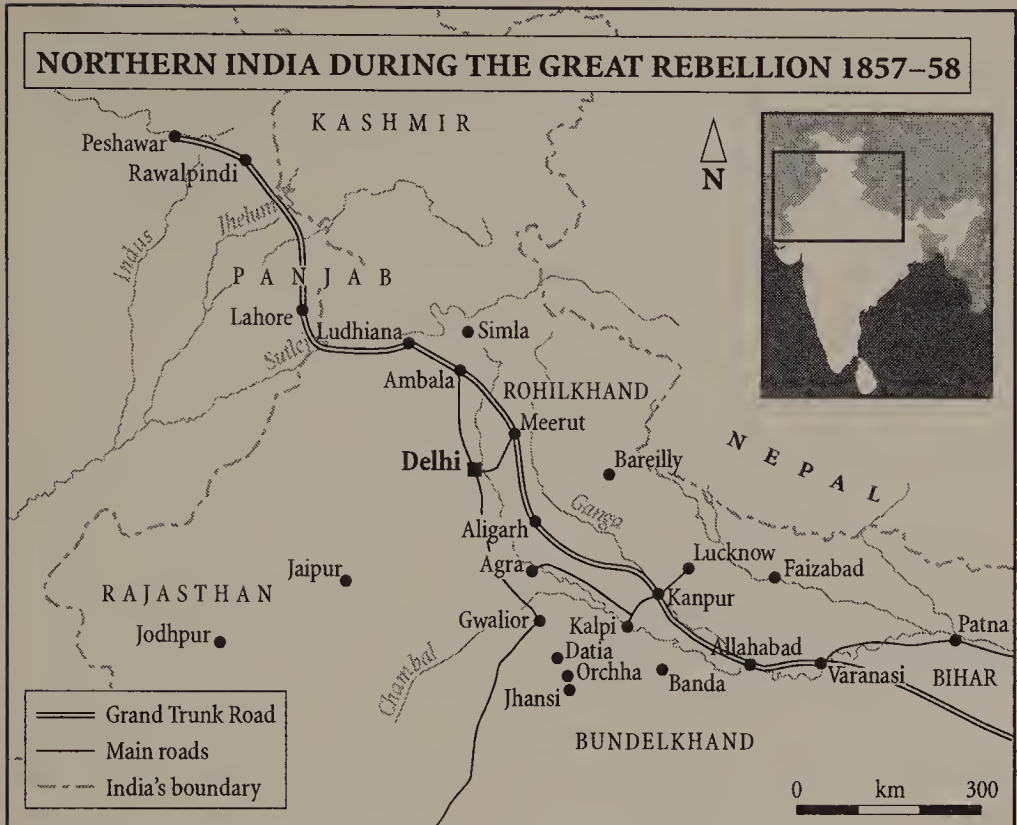 NORTHERN INDIA DURING THE GREAT REBELLION 1857–58
KASHMIR
Peshawar
Rawalpindi
N
Jhelum
Indus
PANJAB
Lahore
Ludhiana
Simla
Sutlej
Ambala
ROHILKHAND
Meerut
NEPAL
Delhi
Bareilly
Ganga
Aligarh
Lucknow
Agra
Faizabad
Jaipur
RAJASTHAN
Kanpur
Gwalior
Kalpi
Patna
Jodhpur
Allahabad
Datia
Chambal
Orchha
Banda
Varanasi
BIHAR
Jhansi
Grand Trunk Road
Main roads
India's boundary
BUNDELKHAND
0 km 300